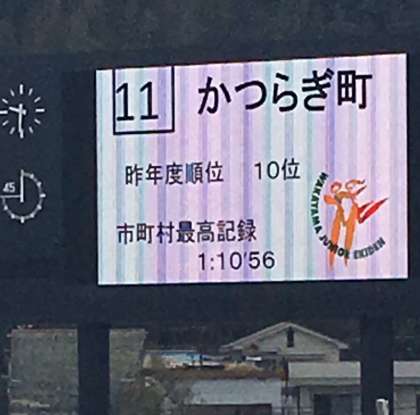 11 かつらぎ町
昨年度順位 10位
市町村最高記録
1:10'56
WAKAYAMA JUNIOR EKIDEN
45